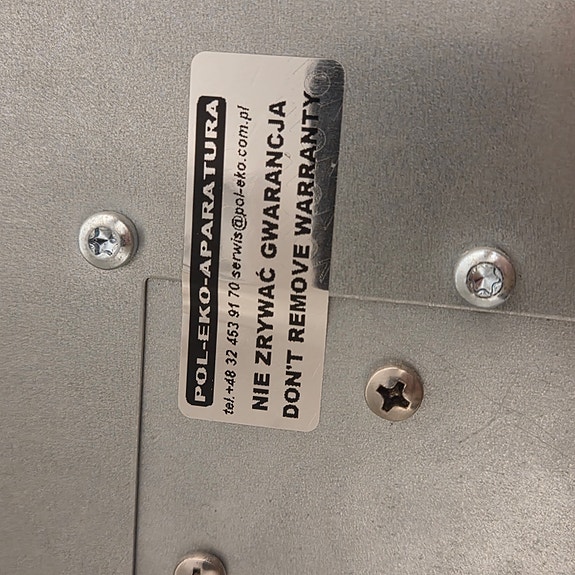 POL-EKO-APARATURA
tel.+48 32 453 91 70 serwis@pol-eko.com.pl
NIE ZRYWAĆ GWARANCJA
DON'T REMOVE WARRANTY